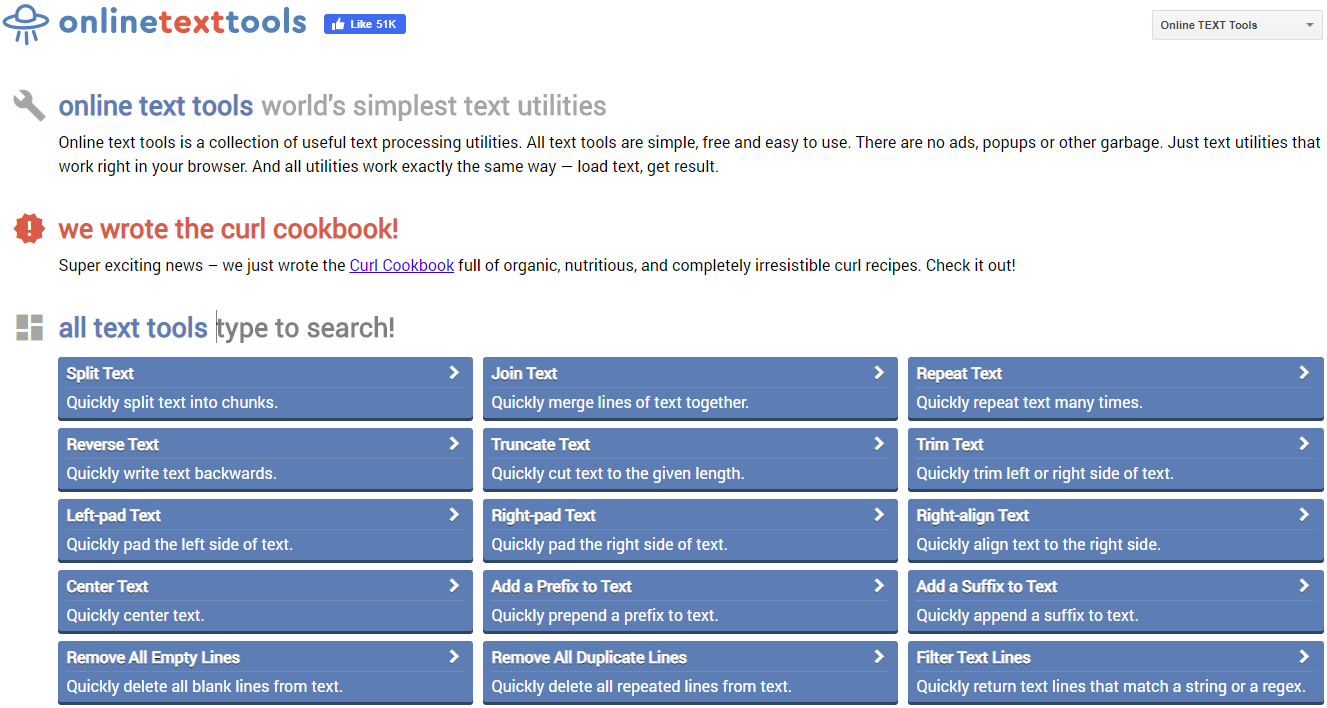 onlinetexttools
Like 51K
Online TEXT Tools
online text tools world's simplest text utilities
Online text tools is a collection of useful text processing utilities. All text tools are simple, free and easy to use. There are no ads, popups or other garbage. Just text utilities that
work right in your browser. And all utilities work exactly the same way — load text, get result.
we wrote the curl cookbook!
Super exciting news – we just wrote the Curl Cookbook full of organic, nutritious, and completely irresistible curl recipes. Check it out!
all text tools type to search!
Split Text
Quickly split text into chunks.
Join Text
Quickly merge lines of text together.
Repeat Text
Quickly repeat text many times.
Reverse Text
Quickly write text backwards.
Truncate Text
Quickly cut text to the given length.
Trim Text
Quickly trim left or right side of text.
Left-pad Text
Quickly pad the left side of text.
Right-pad Text
Quickly pad the right side of text.
Right-align Text
Quickly align text to the right side.
Center Text
Quickly center text.
Add a Prefix to Text
Quickly prepend a prefix to text.
Add a Suffix to Text
Quickly append a suffix to text.
Remove All Empty Lines
Quickly delete all blank lines from text.
Remove All Duplicate Lines
Quickly delete all repeated lines from text.
Filter Text Lines
Quickly return text lines that match a string or a regex.